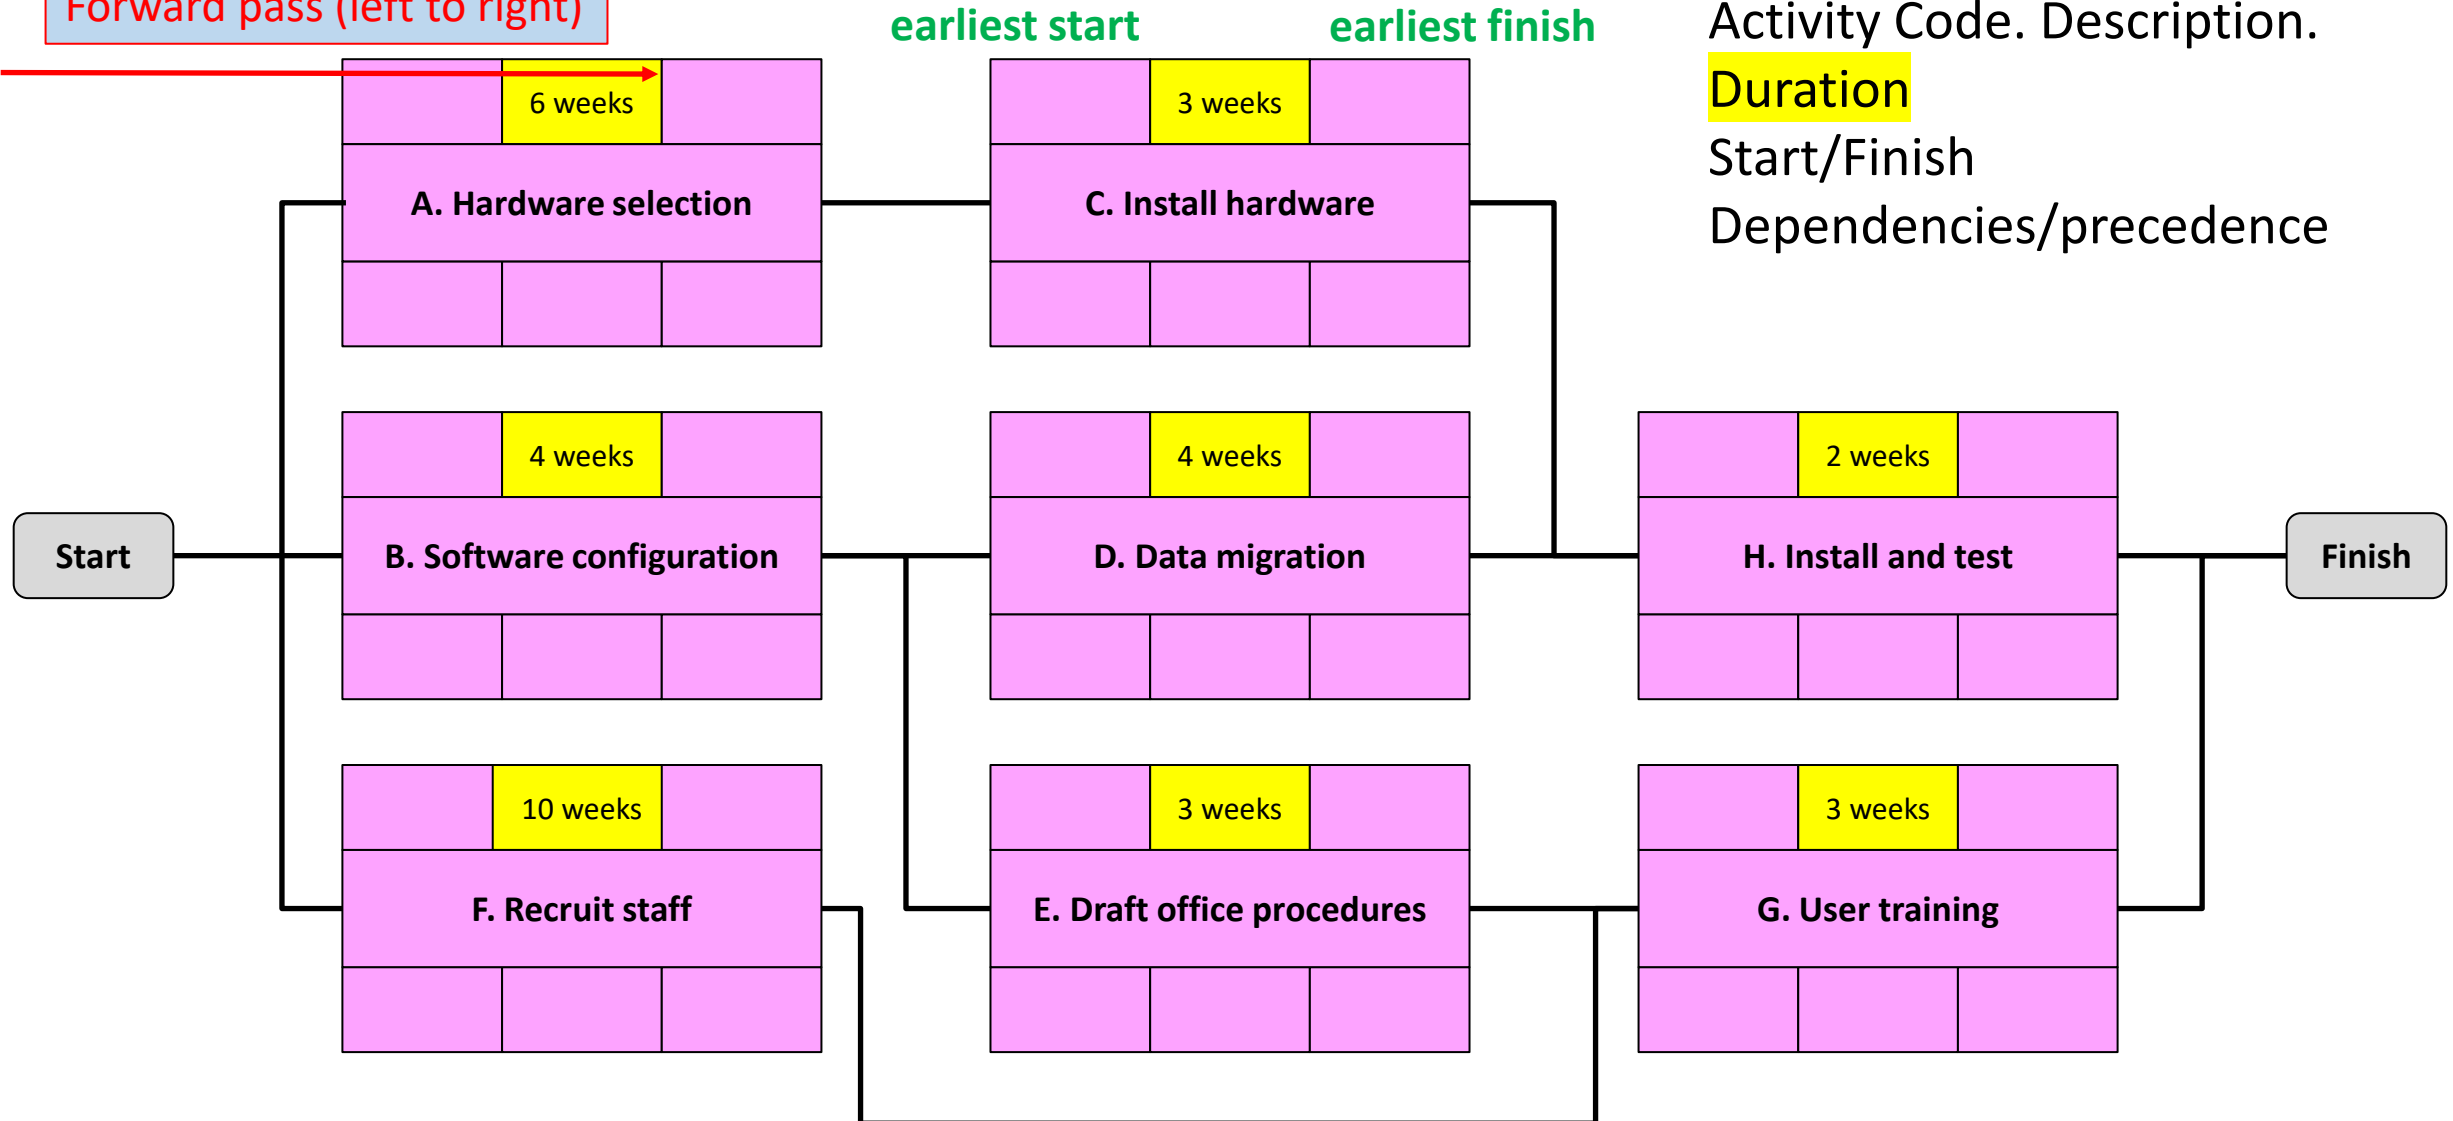 Forward pass (left to right)
earliest start
earliest finish
Activity Code. Description.
Duration
Start/Finish
Dependencies/precedence
6 weeks
A. Hardware selection
3 weeks
C. Install hardware
4 weeks
B. Software configuration
4 weeks
D. Data migration
2 weeks
H. Install and test
Start
Finish
10 weeks
F. Recruit staff
3 weeks
E. Draft office procedures
3 weeks
G. User training